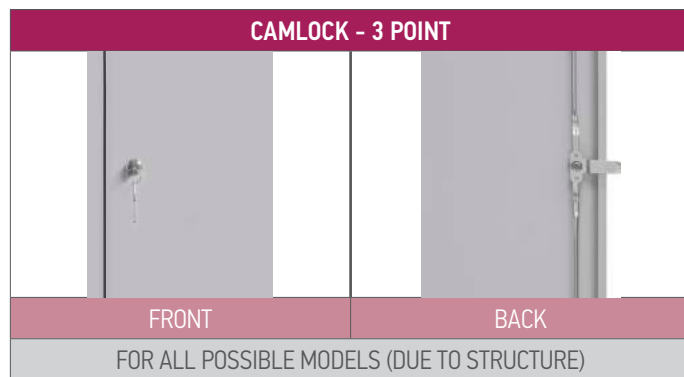 CAMLOCK - 3 POINT
FRONT
BACK
FOR ALL POSSIBLE MODELS (DUE TO STRUCTURE)